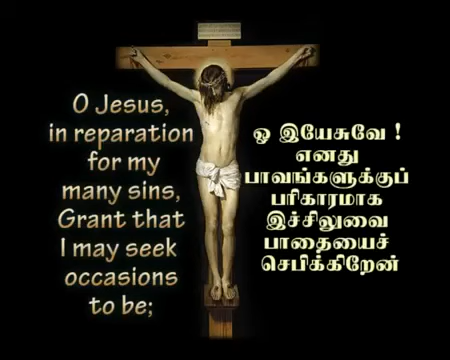 O Jesus,
in reparation
for my
many sins,
Grant that
I may seek
occasions
to be;
ஓ இயேசுவே !
எனது
பாவங்களுக்குப்
பரிகாரமாக
இச்சிலுவை
பாதையைச்
செபிக்கிறேன்